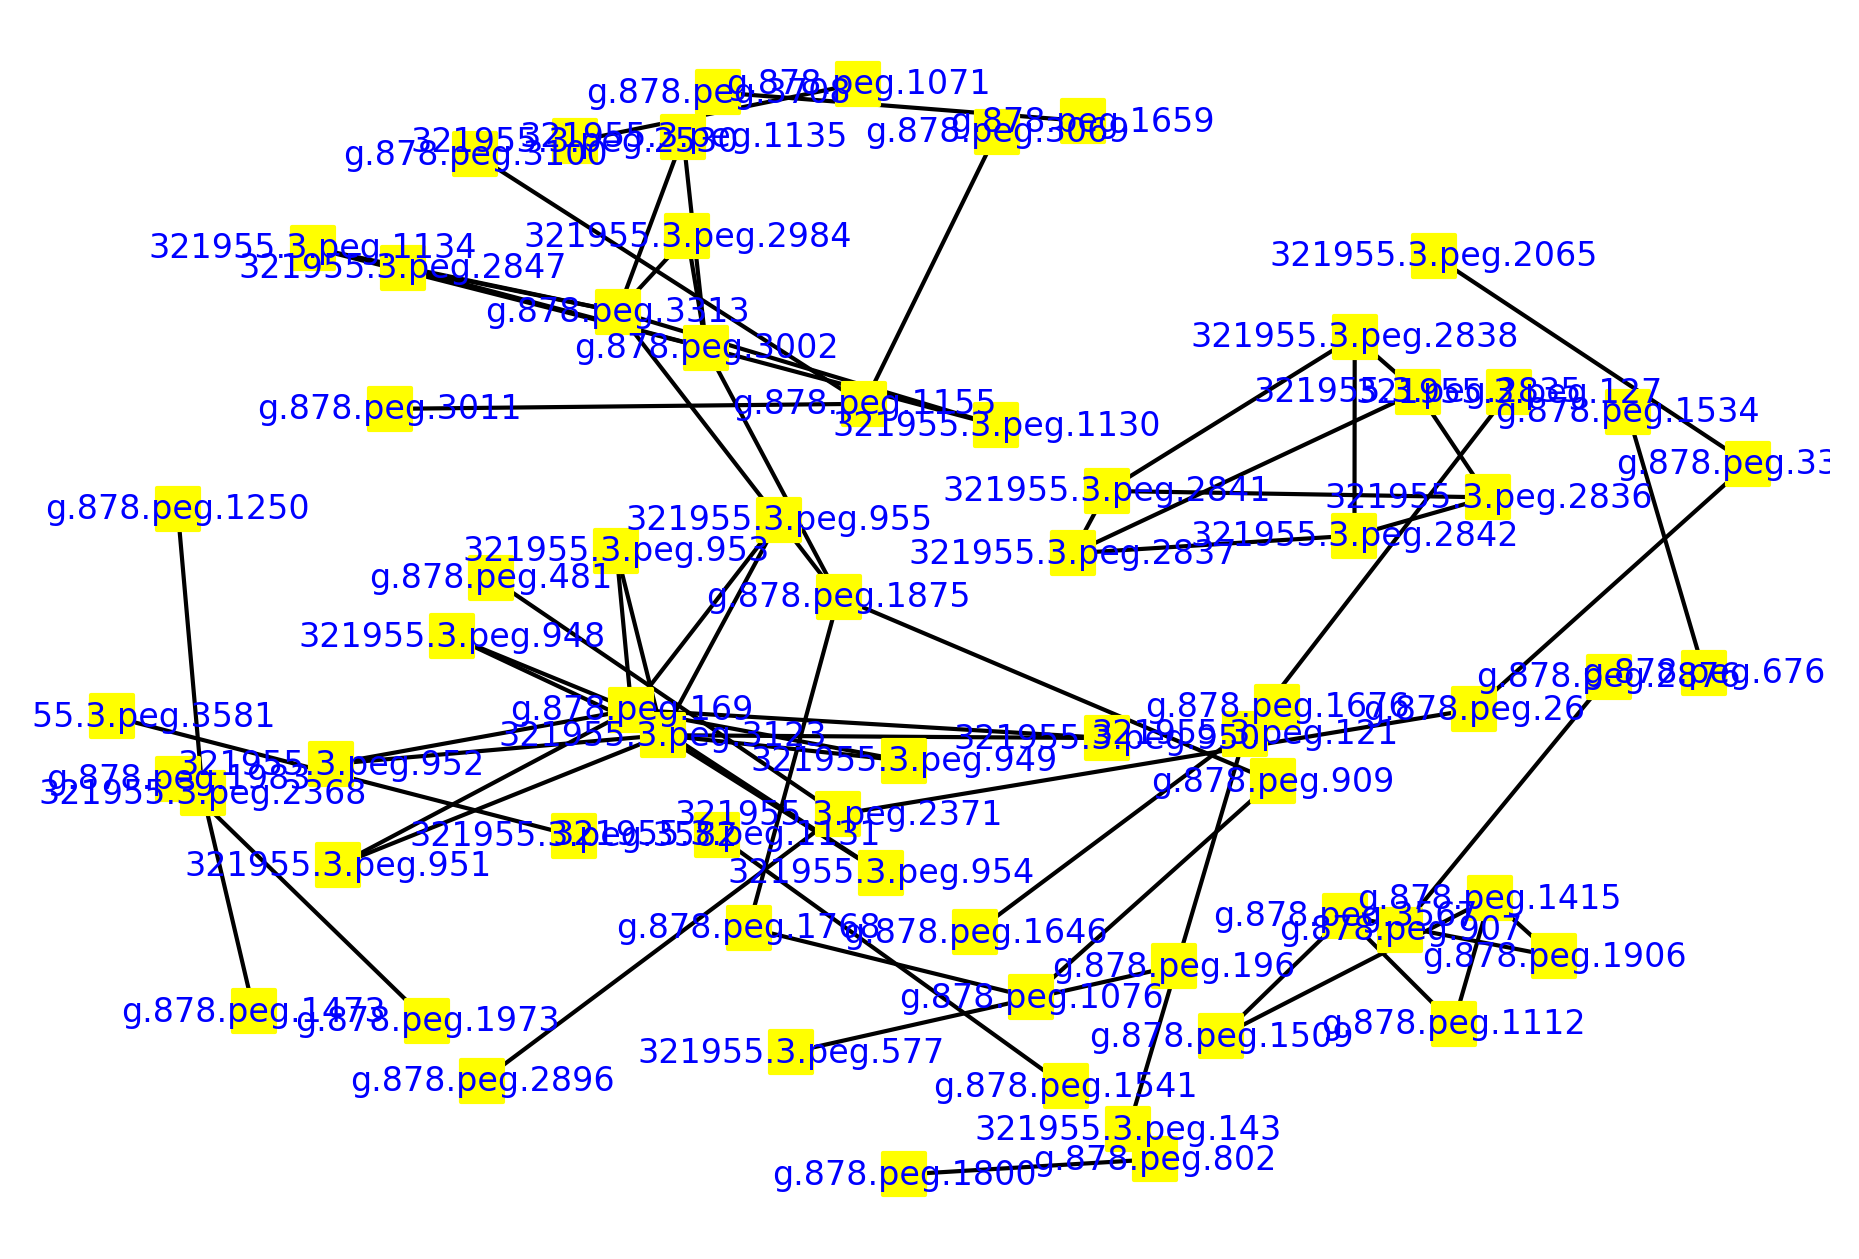 g.878.peg.1071
g.878.peg.3708
g.878.peg.1659
g.878.peg.3069
321955.3.peg.1135
321955.3.peg.2530
g.878.peg.3100
321955.3.peg.2984
321955.3.peg.1134
321955.3.peg.2847
321955.3.peg.2065
g.878.peg.3313
321955.3.peg.2838
g.878.peg.3002
321955.3.peg.2835
321955.3.peg.127
g.878.peg.1155
g.878.peg.3011
g.878.peg.1534
321955.3.peg.1130
g.878.peg.33
321955.3.peg.2841
321955.3.peg.2836
g.878.peg.1250
321955.3.peg.955
321955.3.peg.2842
321955.3.peg.953
321955.3.peg.2837
g.878.peg.481
g.878.peg.1875
321955.3.peg.948
g.878.peg.676
g.878.peg.2876
g.878.peg.1676
g.878.peg.169
g.878.peg.26
55.3.peg.3581
321955.3.peg.121
321955.3.peg.3123
321955.3.peg.950
321955.3.peg.949
321955.3.peg.952
g.878.peg.1983
g.878.peg.909
321955.3.peg.2368
321955.3.peg.2371
321955.3.peg.3582
321955.3.peg.1131
321955.3.peg.951
321955.3.peg.954
g.878.peg.1415
g.878.peg.3567
g.878.peg.1768
g.878.peg.907
g.878.peg.1646
g.878.peg.1906
g.878.peg.196
g.878.peg.1076
g.878.peg.1473
g.878.peg.1973
g.878.peg.1112
g.878.peg.1509
321955.3.peg.577
g.878.peg.2896
g.878.peg.1541
321955.3.peg.143
g.878.peg.802
g.878.peg.1800